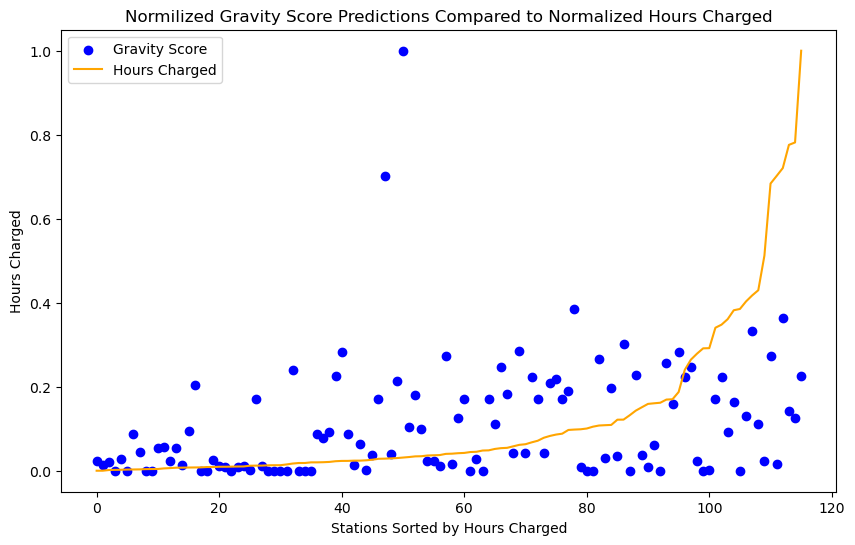 Normilized Gravity Score Predictions Compared to Normalized Hours Charged
Gravity Score
Hours Charged
1.0
0.8
0.6
0.4
0.2
0.0
Hours Charged
0 20 40 60 80 100 120
Stations Sorted by Hours Charged